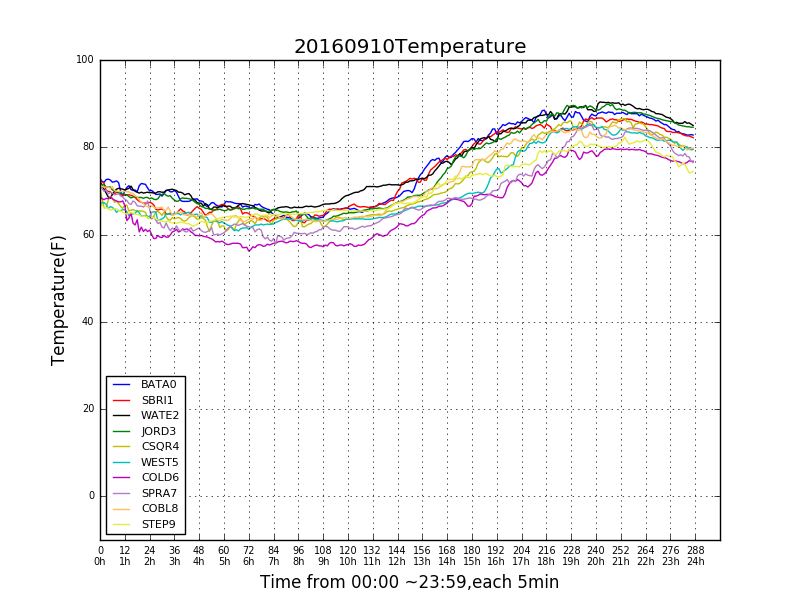 20160910Temperature
Temperature(F)
100
80
60
40
20
0
BATA0
SBRI1
WATE2
JORD3
CSQR4
WEST5
COLD6
SPRA7
COBL8
STEP9
0 12 24 36 48 60 72 84 96 108 120 132 144 156 168 180 192 204 216 228 240 252 264 276 288
0h 1h 2h 3h 4h 5h 6h 7h 8h 9h 10h 11h 12h 13h 14h 15h 16h 17h 18h 19h 20h 21h 22h 23h 24h
Time from 00:00 ~23:59,each 5min